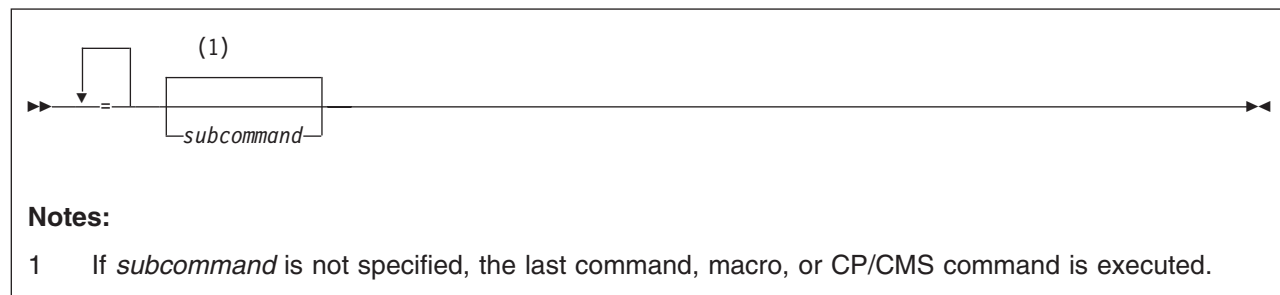 (1)
=
subcommand
Notes:
1 If subcommand is not specified, the last command, macro, or CP/CMS command is executed.